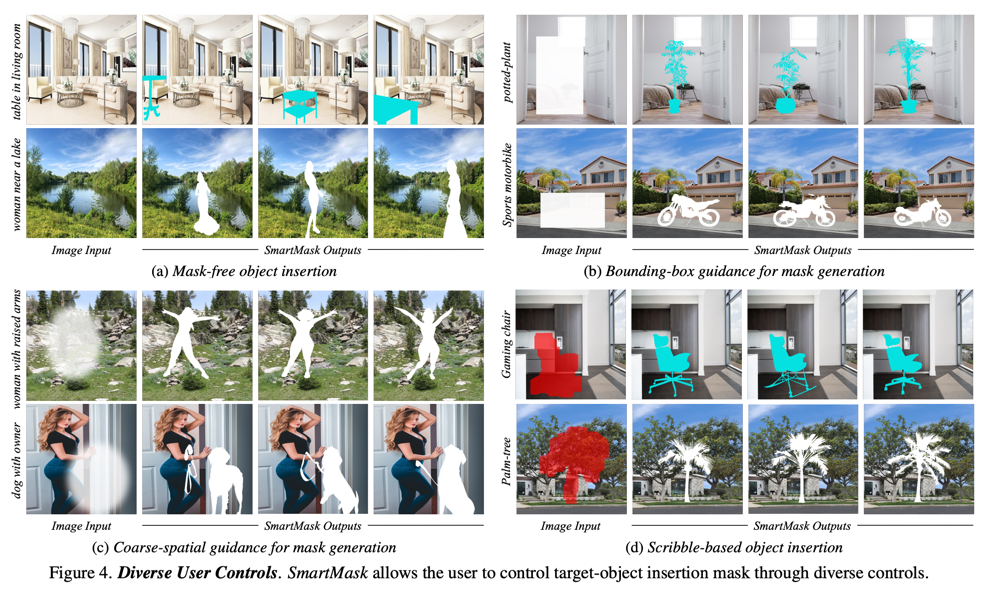 table in living room
woman near a lake
Image Input
SmartMask Outputs
(a) Mask-free object insertion
potted-plant
Sports motorbike
Image Input
SmartMask Outputs
(b) Bounding-box guidance for mask generation
woman with raised arms
dog with owner
Image Input
SmartMask Outputs
(c) Coarse-spatial guidance for mask generation
Gaming chair
Palm-tree
Image Input
SmartMask Outputs
(d) Scribble-based object insertion
Figure 4. Diverse User Controls. SmartMask allows the user to control target-object insertion mask through diverse controls.